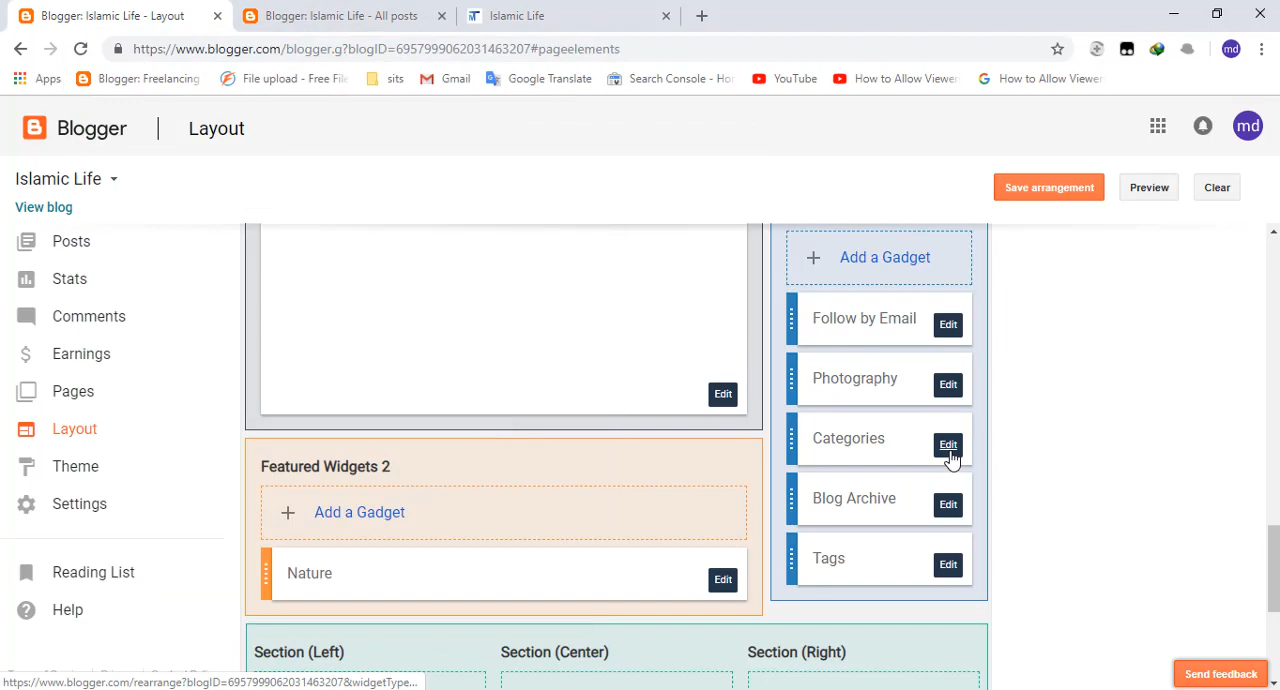 Blogger: Islamic Life - Layout
Blogger: Islamic Life - All posts
Islamic Life
https://www.blogger.com/blogger.g?blogID=6957999062031463207#pageelements
md
Apps
Blogger: Freelancing
File upload - Free Fil
sits
Gmail
Google Translate
Search Console - Hor
YouTube
How to Allow Viewer
How to Allow Viewer
Blogger
Layout
md
Islamic Life
View blog
Save arrangement
Preview
Clear
Posts
Stats
Comments
Earnings
Pages
Layout
Theme
Settings
Reading List
Help
Edit
Featured Widgets 2
Add a Gadget
Nature
Edit
Add a Gadget
Follow by Email
Edit
Photography
Edit
Categories
Edit
Blog Archive
Edit
Tags
Edit
Section (Left)
Section (Center)
Section (Right)
https://www.blogger.com/rearrange?blogID=6957999062031463207&widgetType...
Send feedback